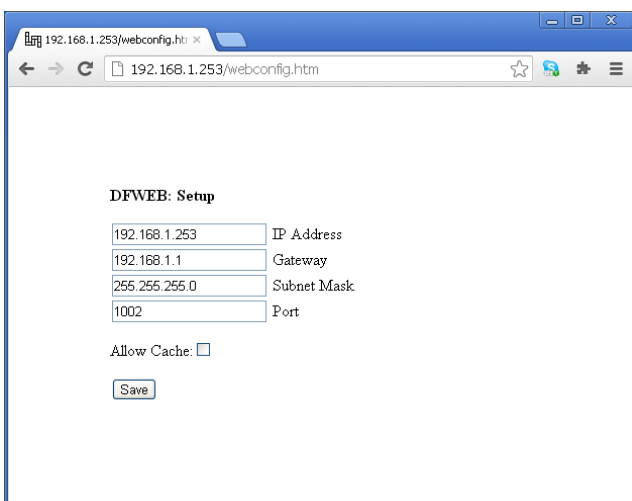 192.168.1.253/webconfig.ht
192.168.1.253/webconfig.htm
DFWEB: Setup
192.168.1.253 IP Address
192.168.1.1 Gateway
255.255.255.0 Subnet Mask
1002 Port
Allow Cache:
Save